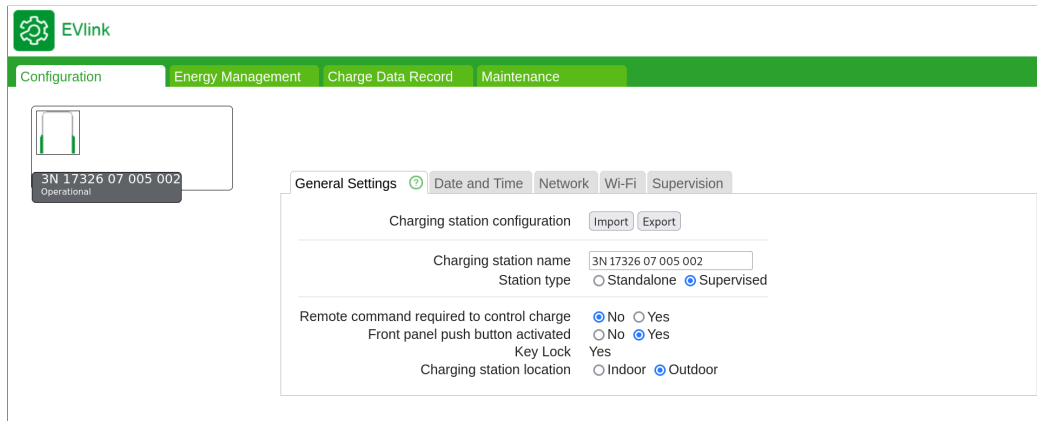 EVlink
Configuration Energy Management Charge Data Record Maintenance
3N 17326 07 005 002
Operational
General Settings ? Date and Time Network Wi-Fi Supervision
Charging station configuration Import Export
Charging station name 3N 17326 07 005 002
Station type Standalone Supervised
Remote command required to control charge No Yes
Front panel push button activated No Yes
Key Lock Yes
Charging station location Indoor Outdoor